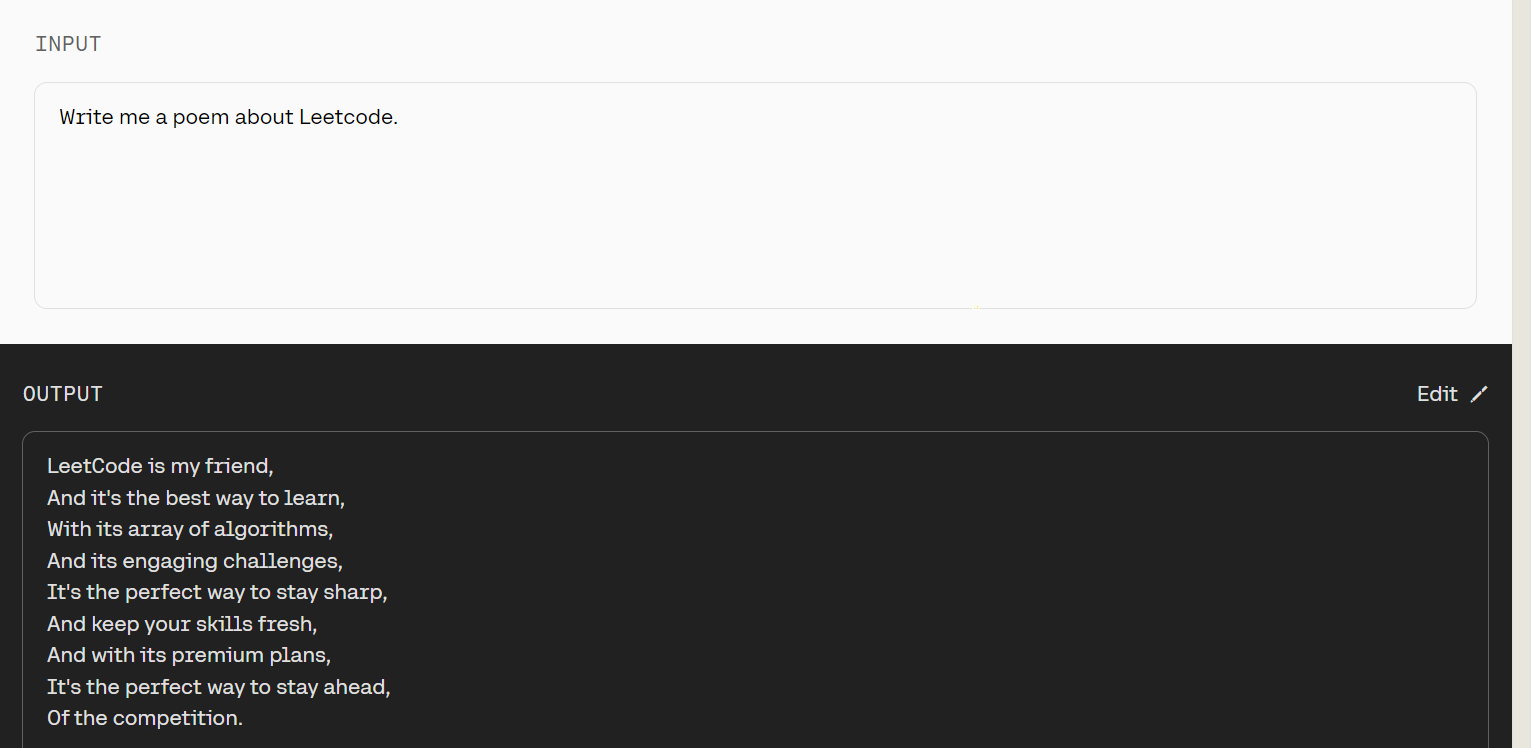 INPUT
Write me a poem about Leetcode.
OUTPUT
Edit
LeetCode is my friend,
And it's the best way to learn,
With its array of algorithms,
And its engaging challenges,
It's the perfect way to stay sharp,
And keep your skills fresh,
And with its premium plans,
It's the perfect way to stay ahead,
Of the competition.